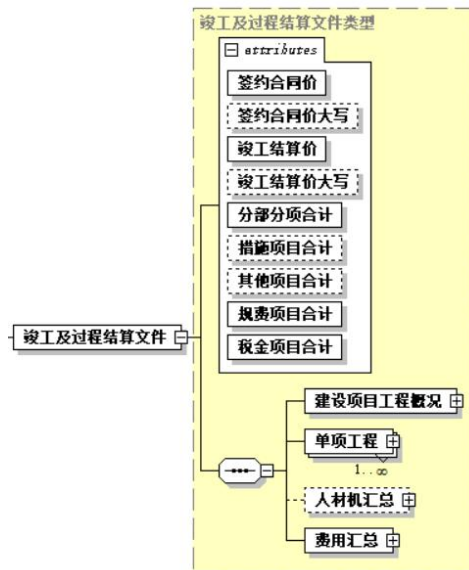 竣工及过程结算文件类型
attributes
签约合同价
签约合同价大写
竣工结算价
竣工结算价大写
分部分项合计
措施项目合计
其他项目合计
规费项目合计
税金项目合计
竣工及过程结算文件
建设项目工程概况
单项工程
1..∞
人材机汇总
费用汇总